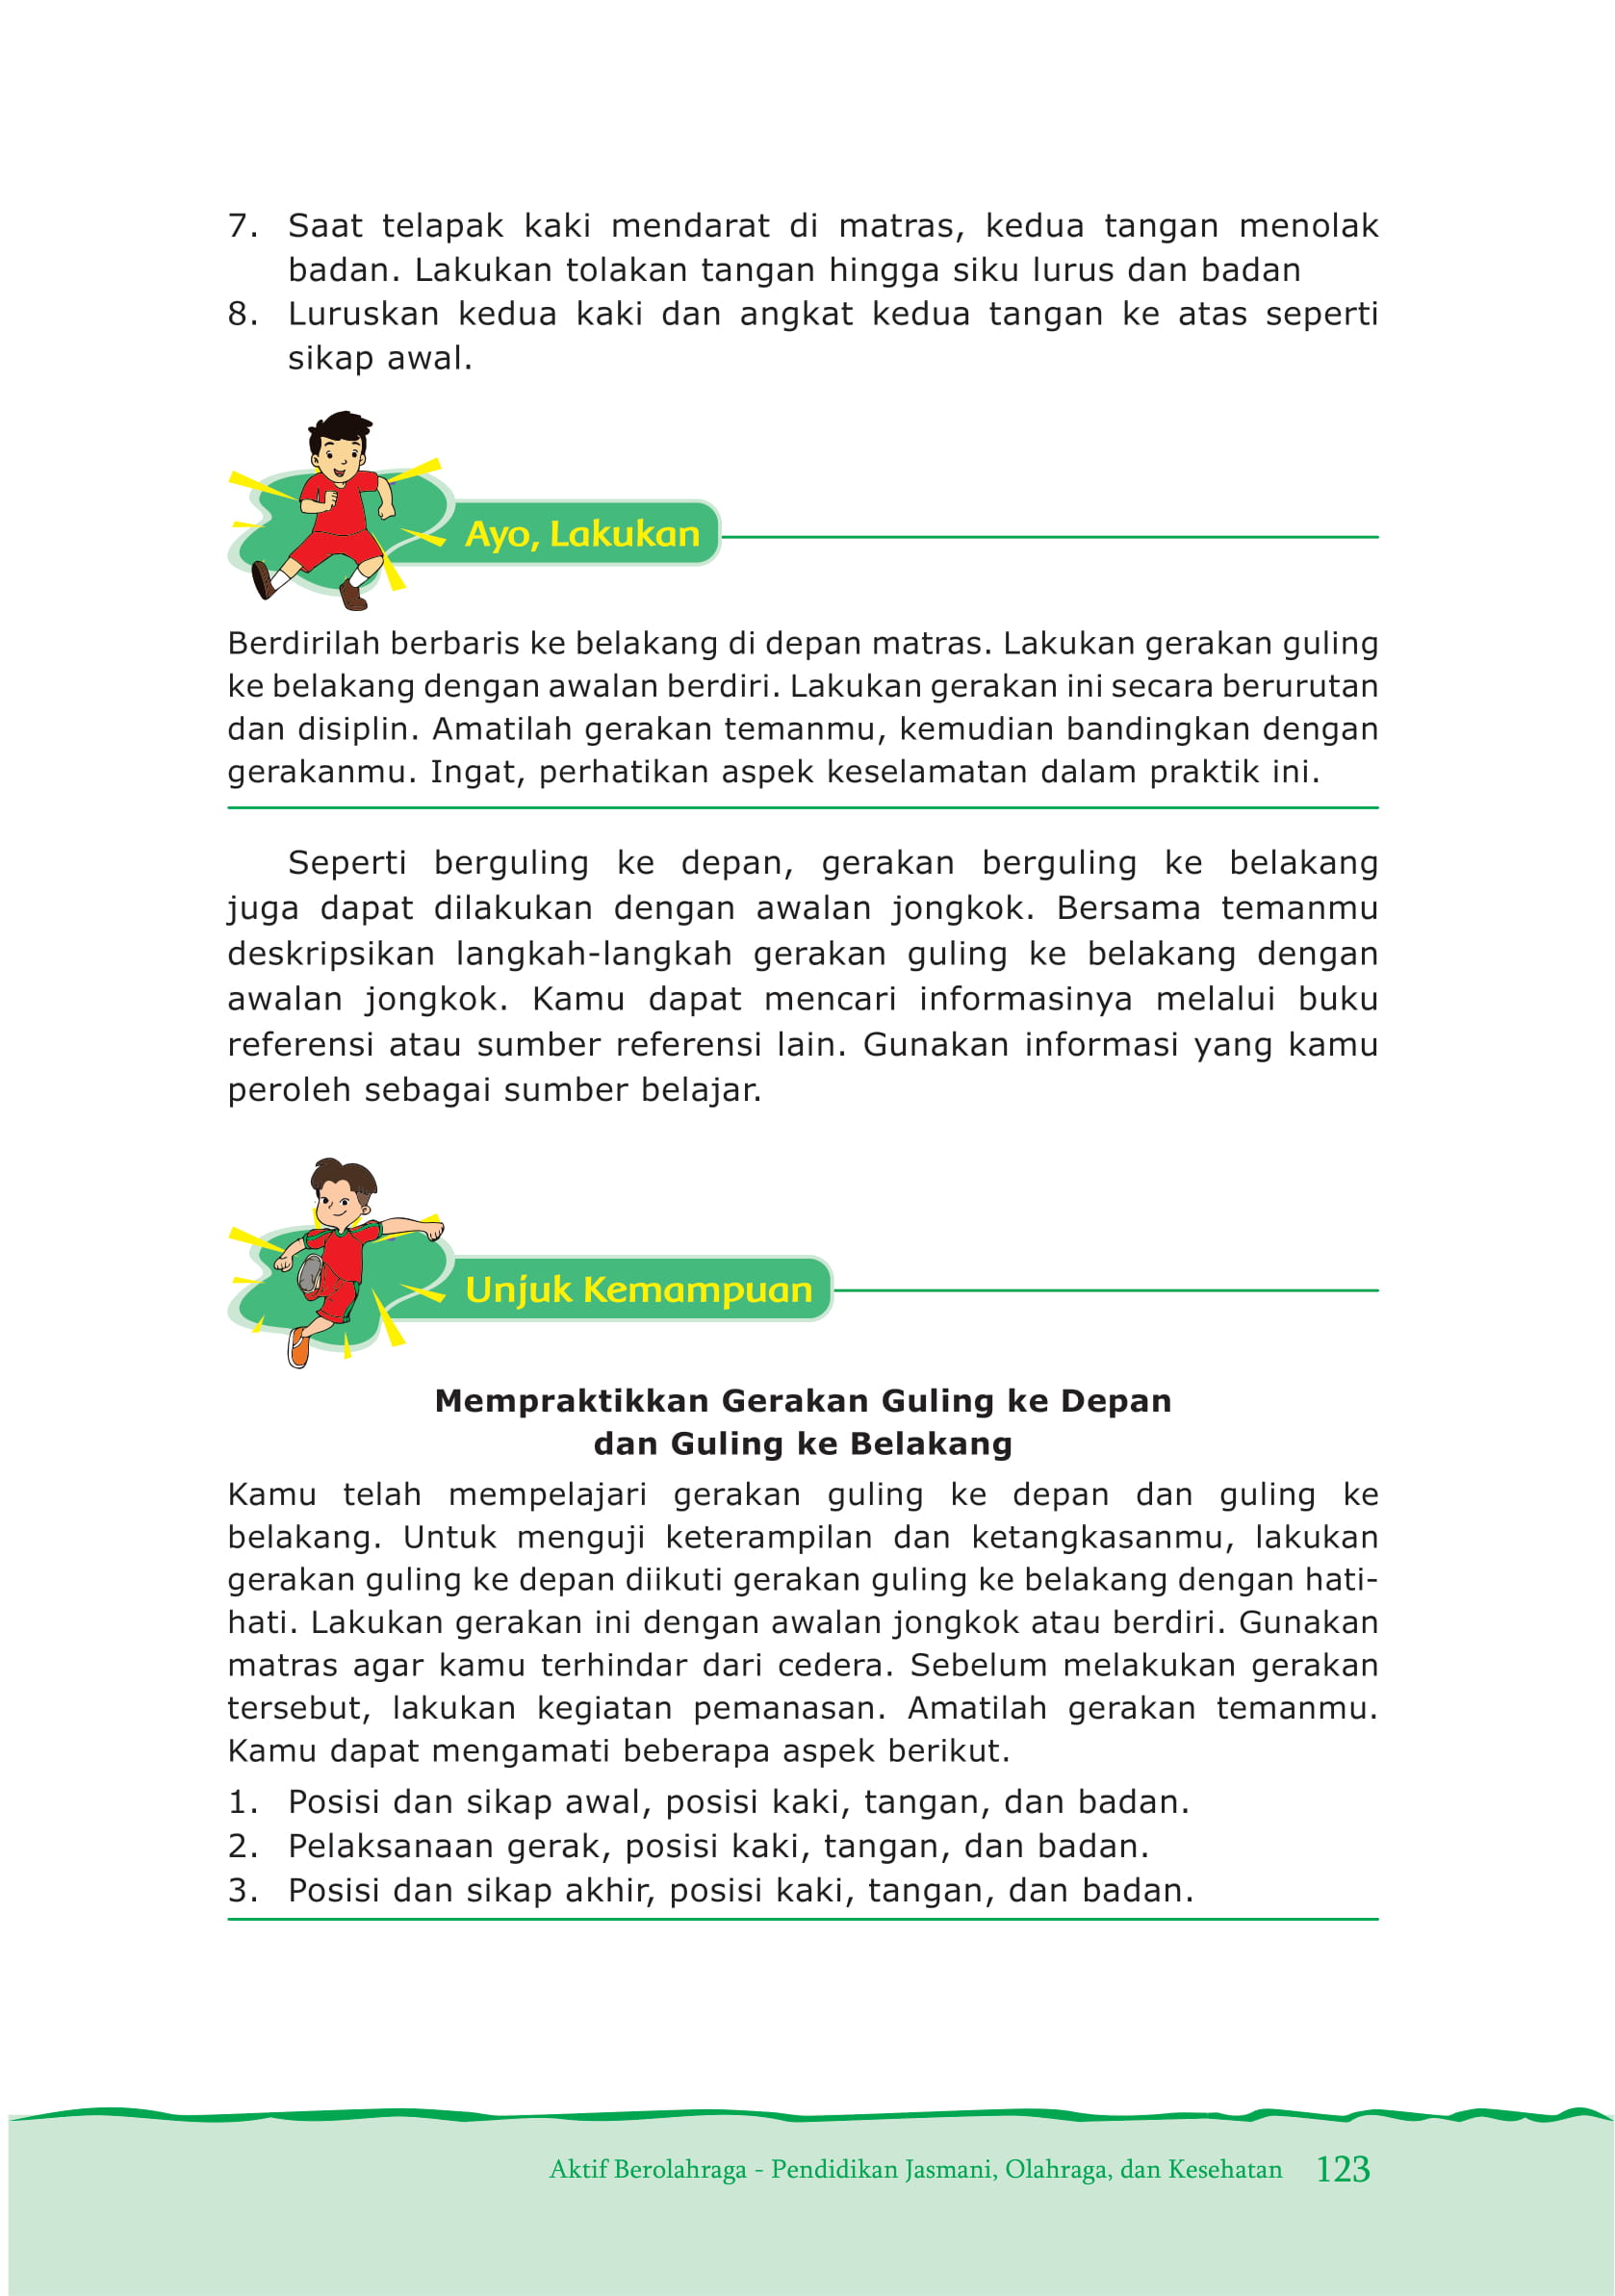 7. Saat telapak kaki mendarat di matras, kedua tangan menolak
badan. Lakukan tolakan tangan hingga siku lurus dan badan
8. Luruskan kedua kaki dan angkat kedua tangan ke atas seperti
sikap awal.
Ayo, Lakukan
Berdirilah berbaris ke belakang di depan matras. Lakukan gerakan guling
ke belakang dengan awalan berdiri. Lakukan gerakan ini secara berurutan
dan disiplin. Amatilah gerakan temanmu, kemudian bandingkan dengan
gerakanmu. Ingat, perhatikan aspek keselamatan dalam praktik ini.
Seperti berguling ke depan, gerakan berguling ke belakang
juga dapat dilakukan dengan awalan jongkok. Bersama temanmu
deskripsikan langkah-langkah gerakan guling ke belakang dengan
awalan jongkok. Kamu dapat mencari informasinya melalui buku
referensi atau sumber referensi lain. Gunakan informasi yang kamu
peroleh sebagai sumber belajar.
Unjuk Kemampuan
Mempraktikkan Gerakan Guling ke Depan
dan Guling ke Belakang
Kamu telah mempelajari gerakan guling ke depan dan guling ke
belakang. Untuk menguji keterampilan dan ketangkasanmu, lakukan
gerakan guling ke depan diikuti gerakan guling ke belakang dengan hati-
hati. Lakukan gerakan ini dengan awalan jongkok atau berdiri. Gunakan
matras agar kamu terhindar dari cedera. Sebelum melakukan gerakan
tersebut, lakukan kegiatan pemanasan. Amatilah gerakan temanmu.
Kamu dapat mengamati beberapa aspek berikut.
1. Posisi dan sikap awal, posisi kaki, tangan, dan badan.
2. Pelaksanaan gerak, posisi kaki, tangan, dan badan.
3. Posisi dan sikap akhir, posisi kaki, tangan, dan badan.
Aktif Berolahraga - Pendidikan Jasmani, Olahraga, dan Kesehatan 123